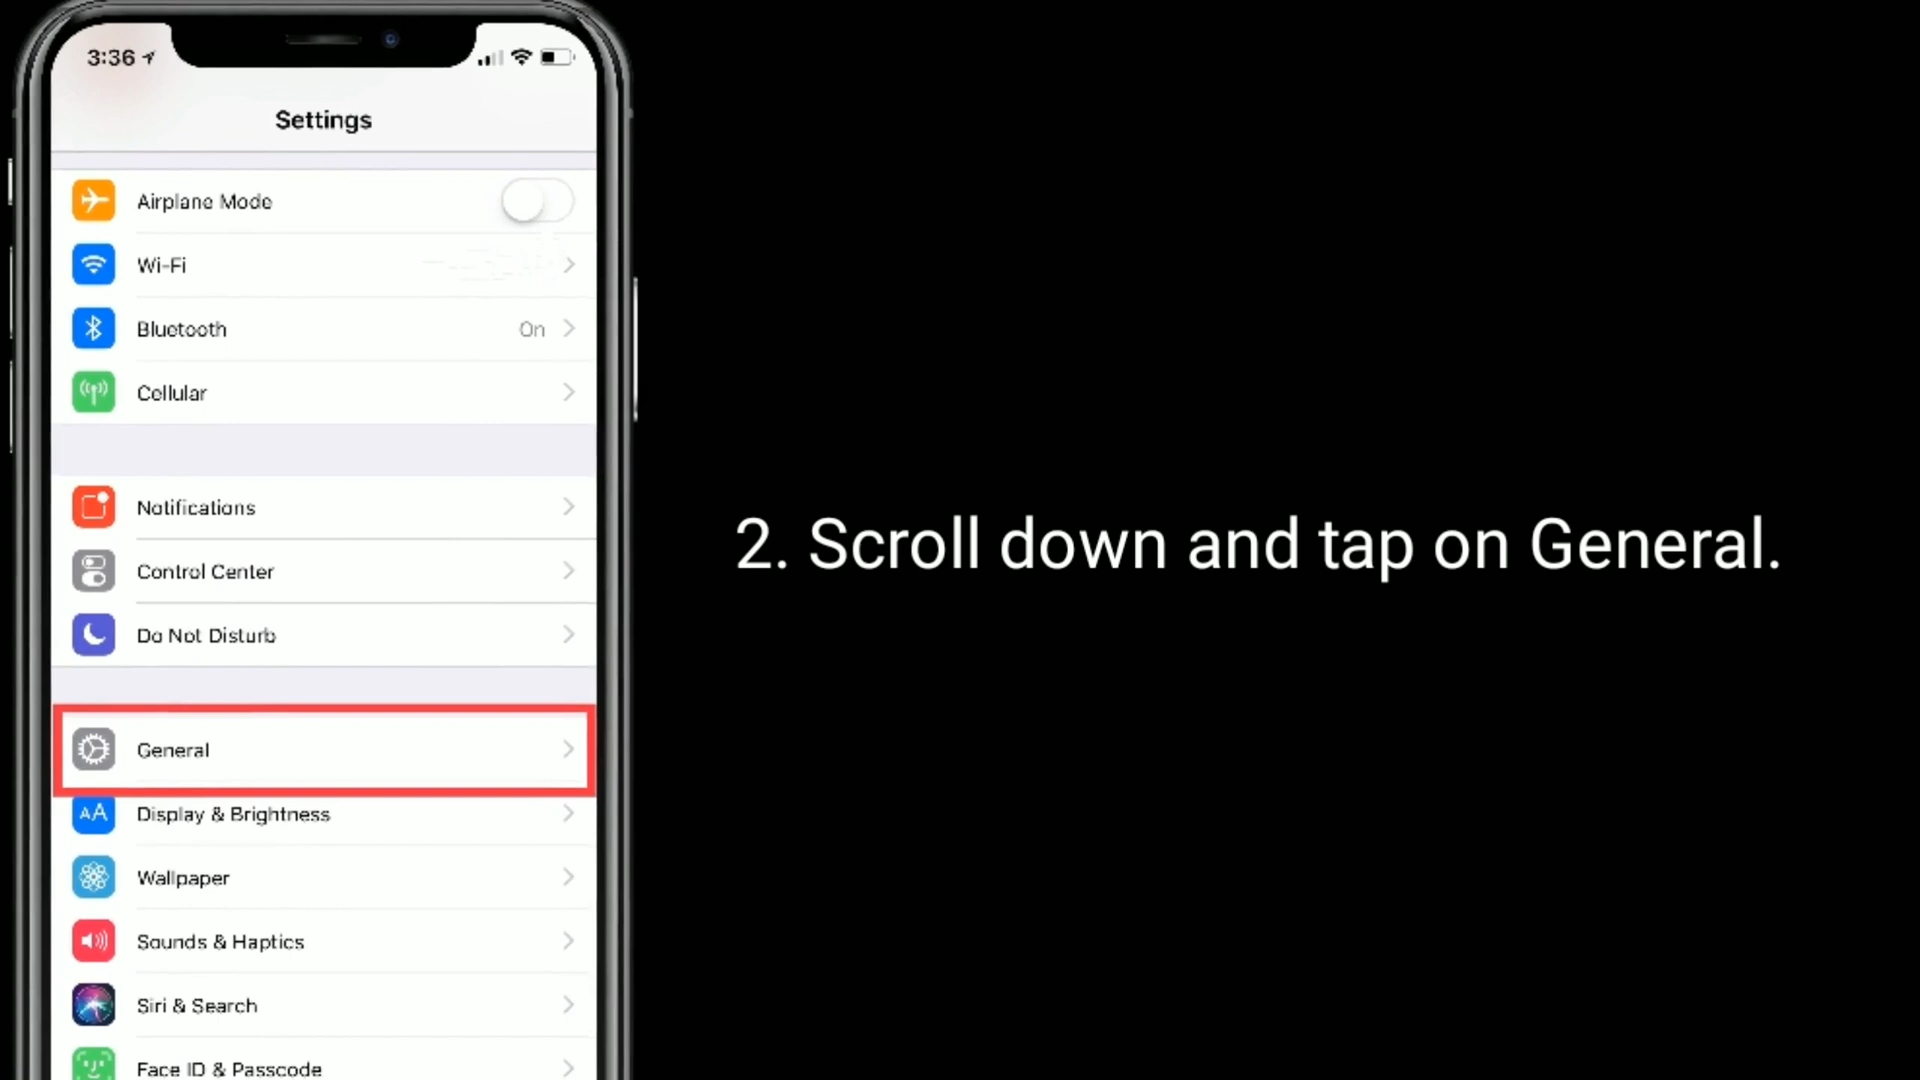 3:36
Settings
Airplane Mode
Wi-Fi
Bluetooth On
Cellular
Notifications
Control Center
Do Not Disturb
General
AA
Display & Brightness
Wallpaper
Sounds & Haptics
Siri & Search
Face ID & Passcode
2. Scroll down and tap on General.